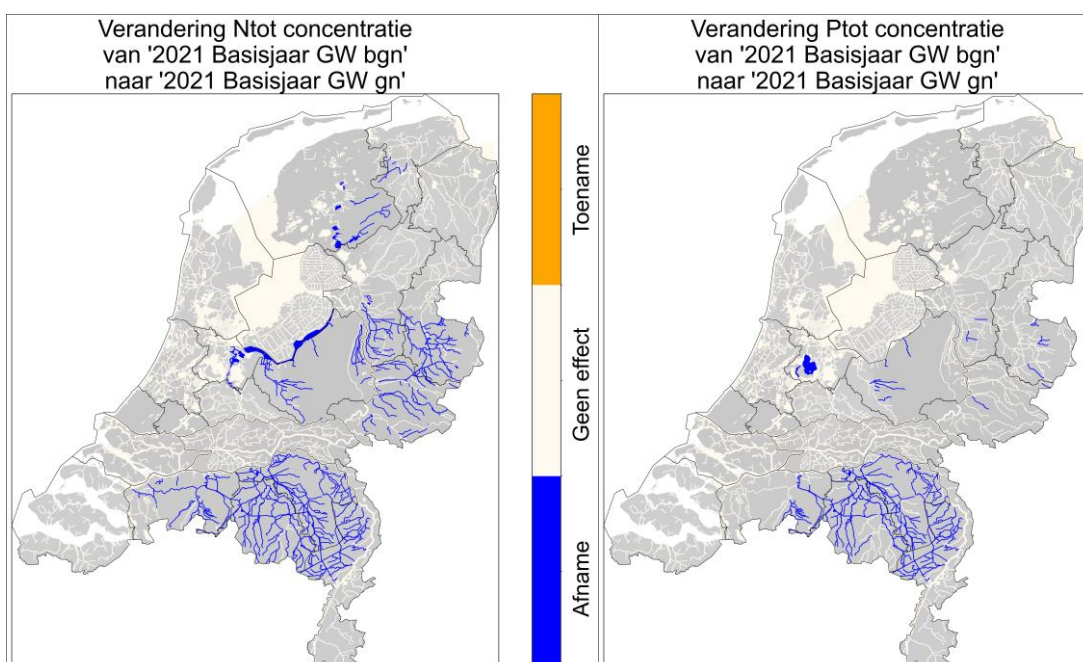 Verandering Ntot concentratie
van '2021 Basisjaar GW bgn'
naar '2021 Basisjaar GW gn'
Toename
Geen effect
Afname
Verandering Ptot concentratie
van '2021 Basisjaar GW bgn'
naar '2021 Basisjaar GW gn'